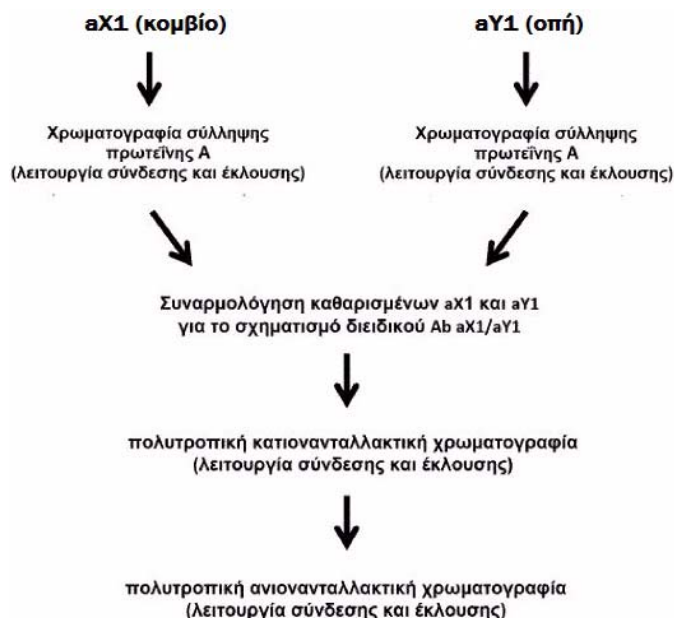 aX1 (κομβίο)
aY1 (οπή)
Χρωματογραφία σύλληψης
πρωτεΐνης Α
(λειτουργία σύνδεσης και έκλουσης)
Χρωματογραφία σύλληψης
πρωτεΐνης Α
(λειτουργία σύνδεσης και έκλουσης)
Συναρμολόγηση καθαρισμένων aX1 και aY1
για το σχηματισμό διειδικού Ab aX1/aY1
πολυτροπική κατιονανταλλακτική χρωματογραφία
(λειτουργία σύνδεσης και έκλουσης)
πολυτροπική ανιονανταλλακτική χρωματογραφία
(λειτουργία σύνδεσης και έκλουσης)